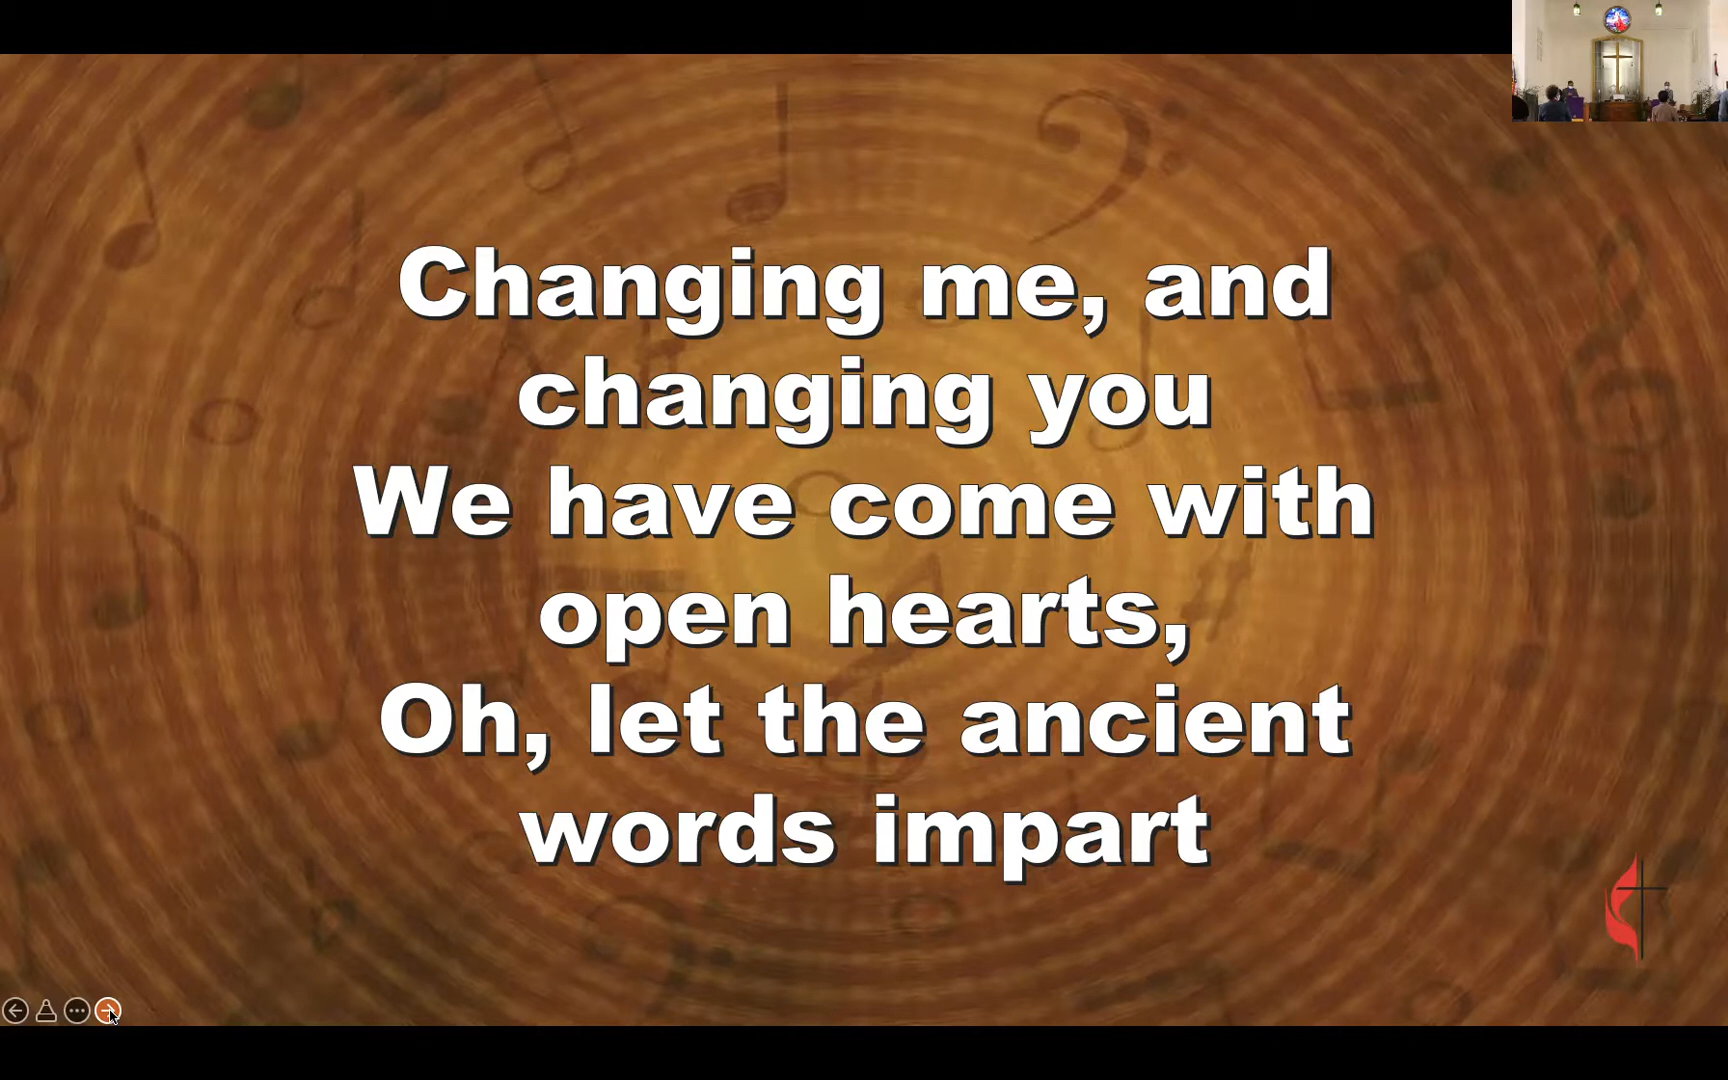 Changing me, and
changing you
We have come with
open hearts,
Oh, let the ancient
words impart